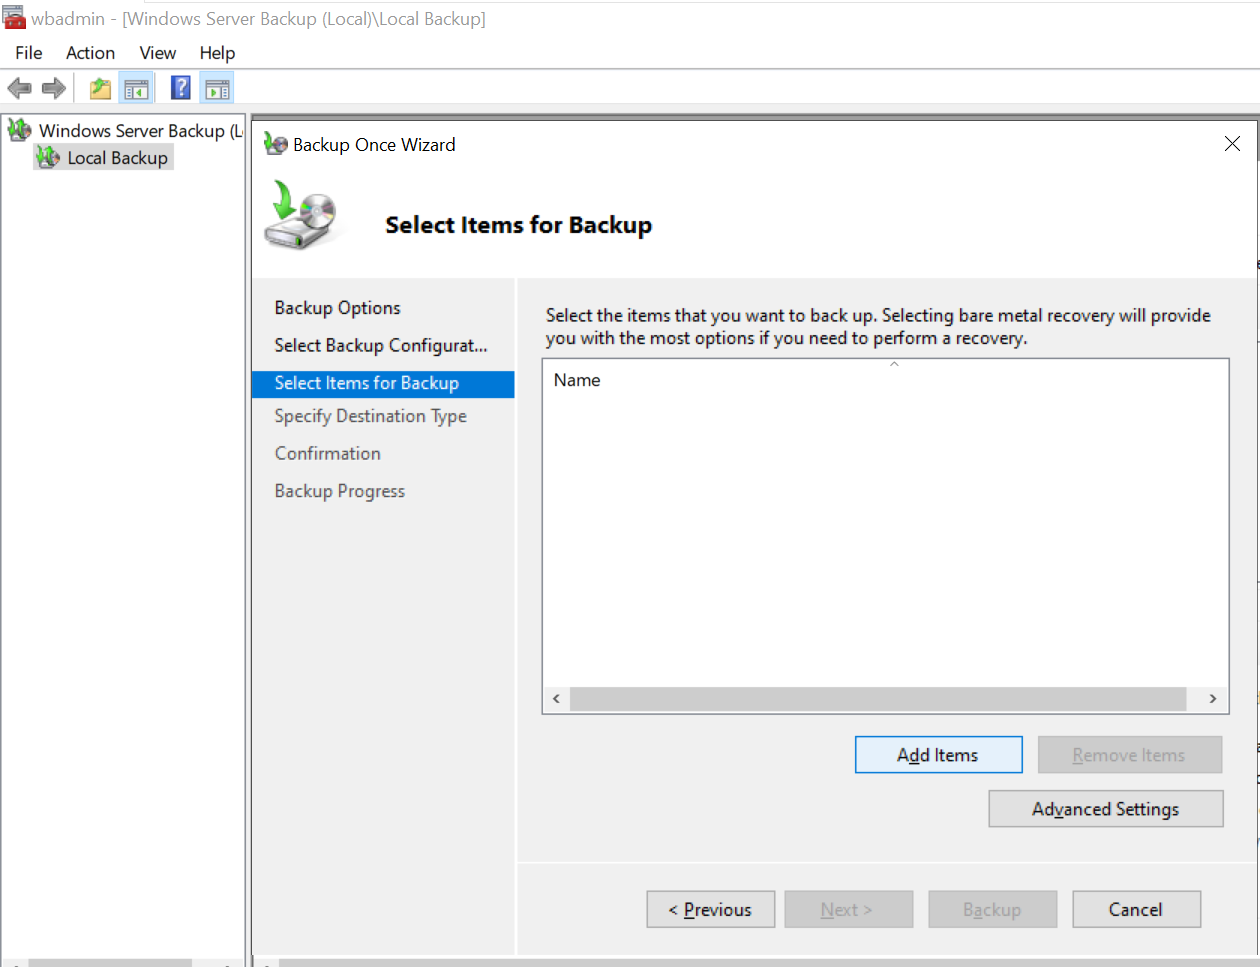 wbadmin - [Windows Server Backup (Local)\Local Backup]
File Action View Help
Windows Server Backup (L
Local Backup
Backup Once Wizard
Select Items for Backup
Backup Options
Select Backup Configurat...
Select Items for Backup
Specify Destination Type
Confirmation
Backup Progress
Select the items that you want to back up. Selecting bare metal recovery will provide
you with the most options if you need to perform a recovery.
Name
Add Items
Remove Items
Advanced Settings
< Previous
Next >
Backup
Cancel